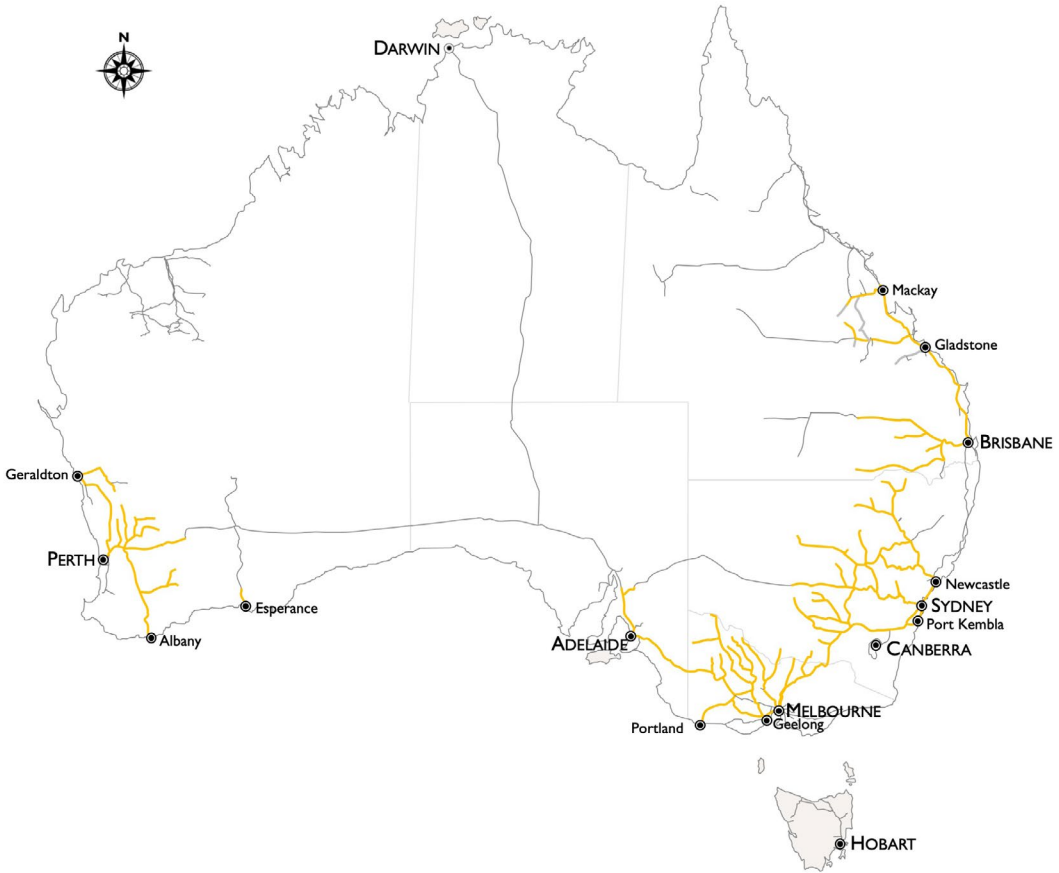 N
DARWIN
Mackay
Gladstone
BRISBANE
Geraldton
PERTH
Newcastle
Esperance
SYDNEY
Port Kembla
Albany
ADELAIDE
CANBERRA
MELBOURNE
Geelong
Portland
HOBART